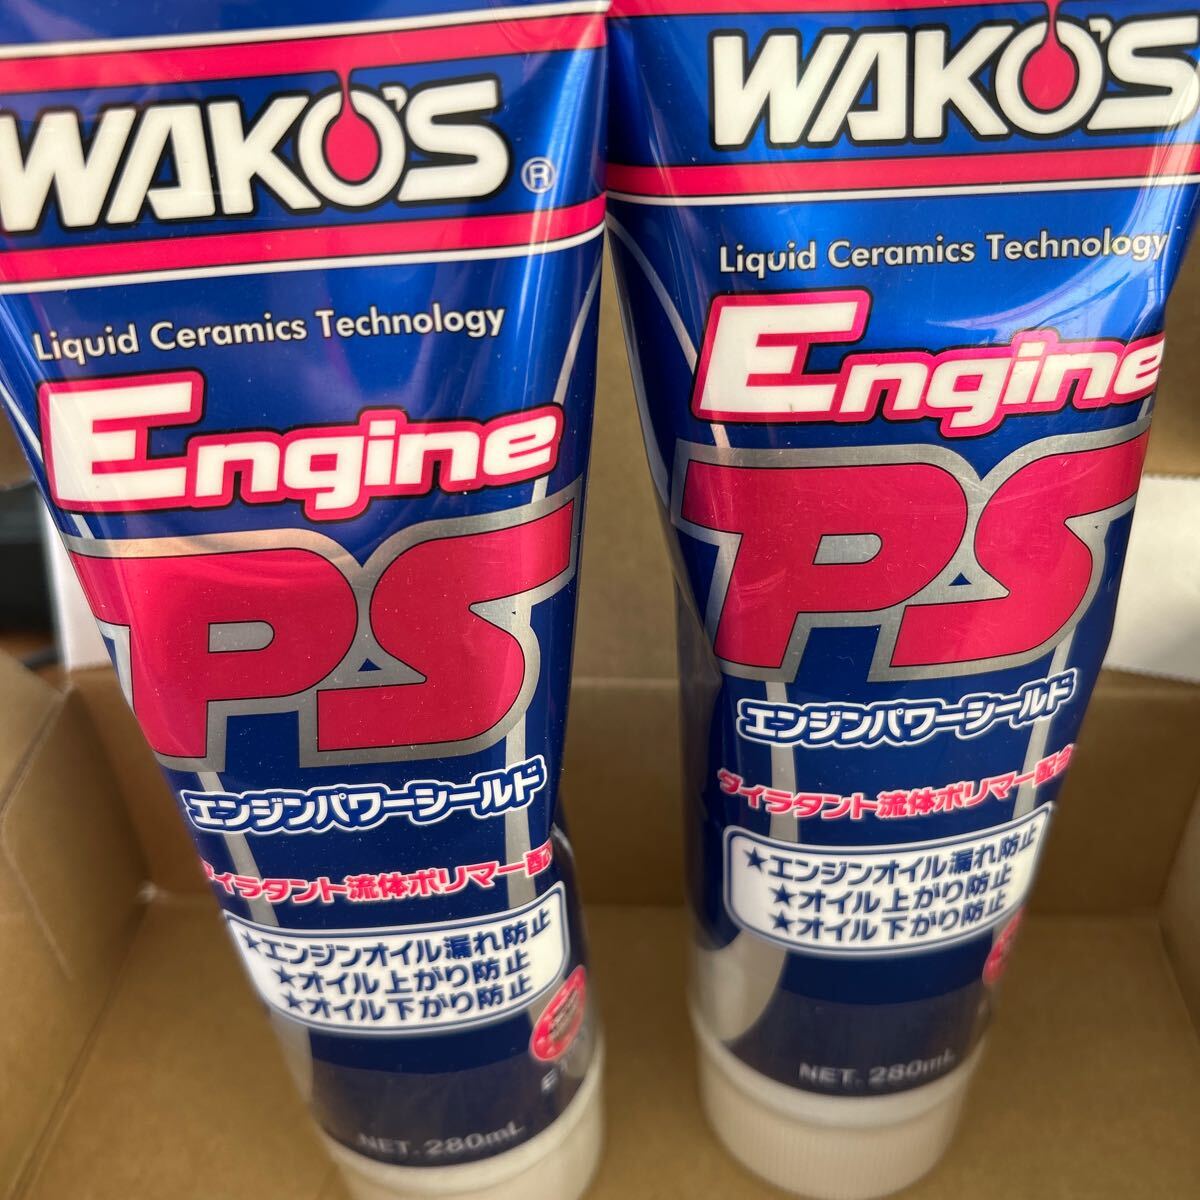 WAKO'S®
Liquid Ceramics Technology
Engine
PS
エンジンパワーシールド
ダイラタント流体ポリマー配
★エンジンオイル漏れ防止
★オイル上がり防止
★オイル下がり防止
NET. 280mL
WAKO'S
Liquid Ceramics Technology
Engine
PS
エンジンパワーシールド
ダイラタント流体ポリマー配合
★エンジンオイル漏れ防止
★オイル上がり防止
★オイル下がり防止
NET. 280mL